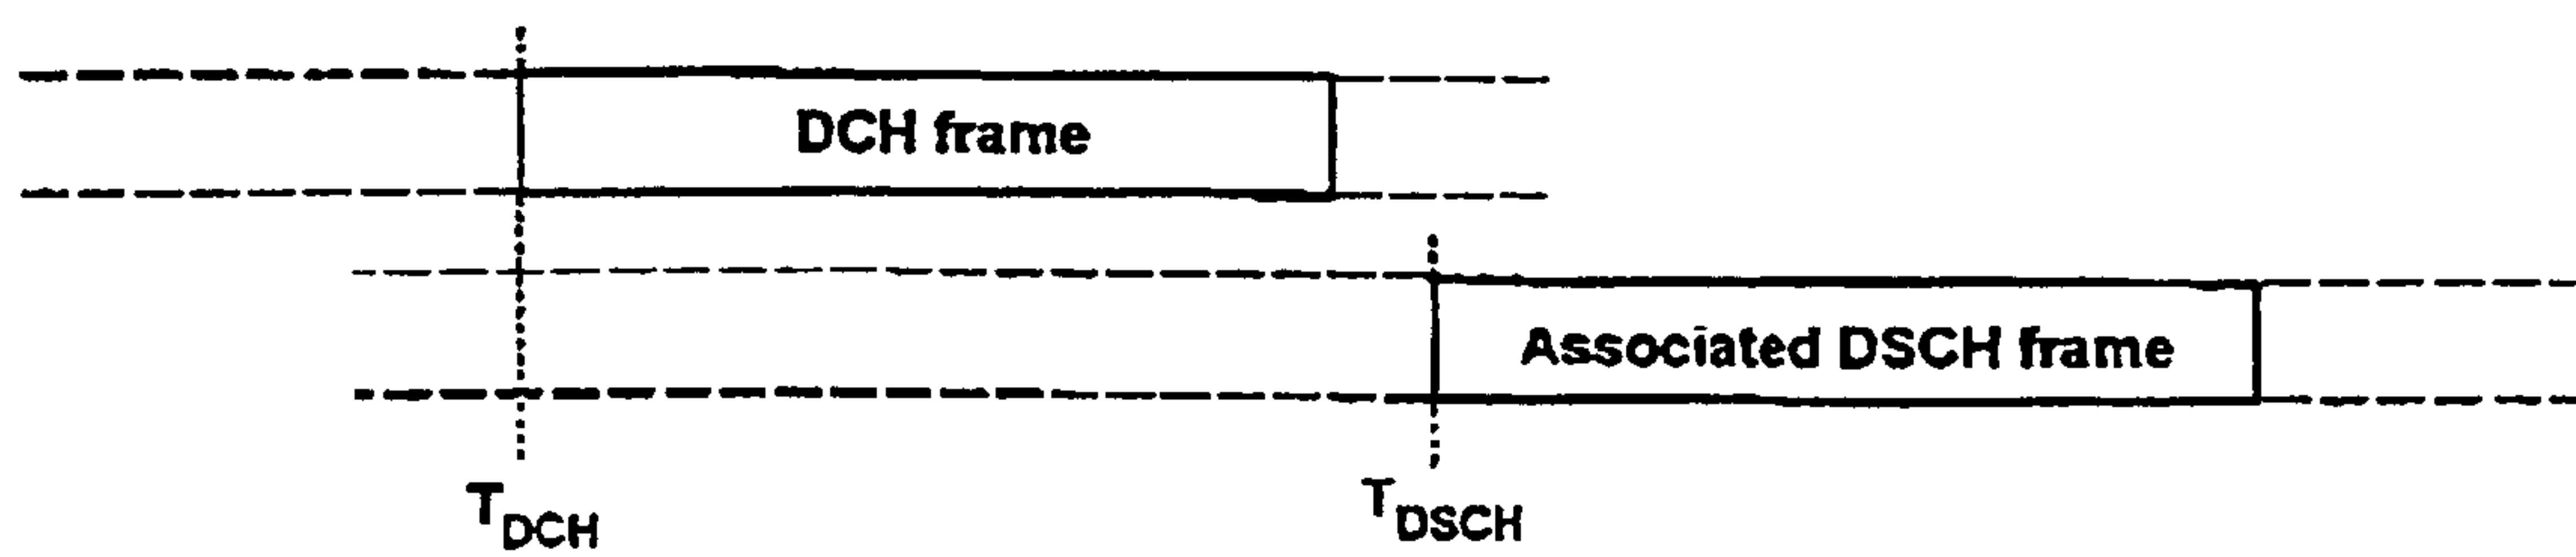 DCH frame
Associated DSCH frame
TDCH
TDSCH